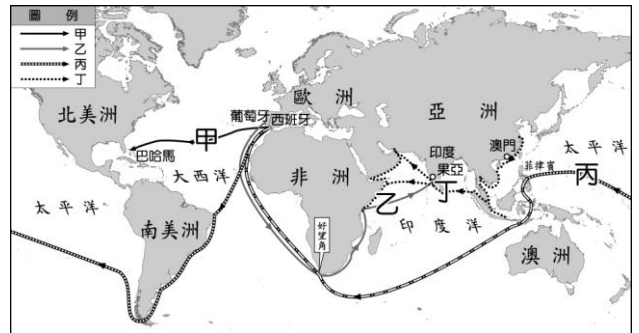 圖例
甲
乙
丙
丁
北美洲
歐洲
亞洲
葡萄牙
西班牙
甲
巴哈馬
大西洋
非洲
印度
果亞
澳門
太平洋
菲律賓
丙
乙
丁
太平洋
南美洲
好望角
印度洋
澳洲